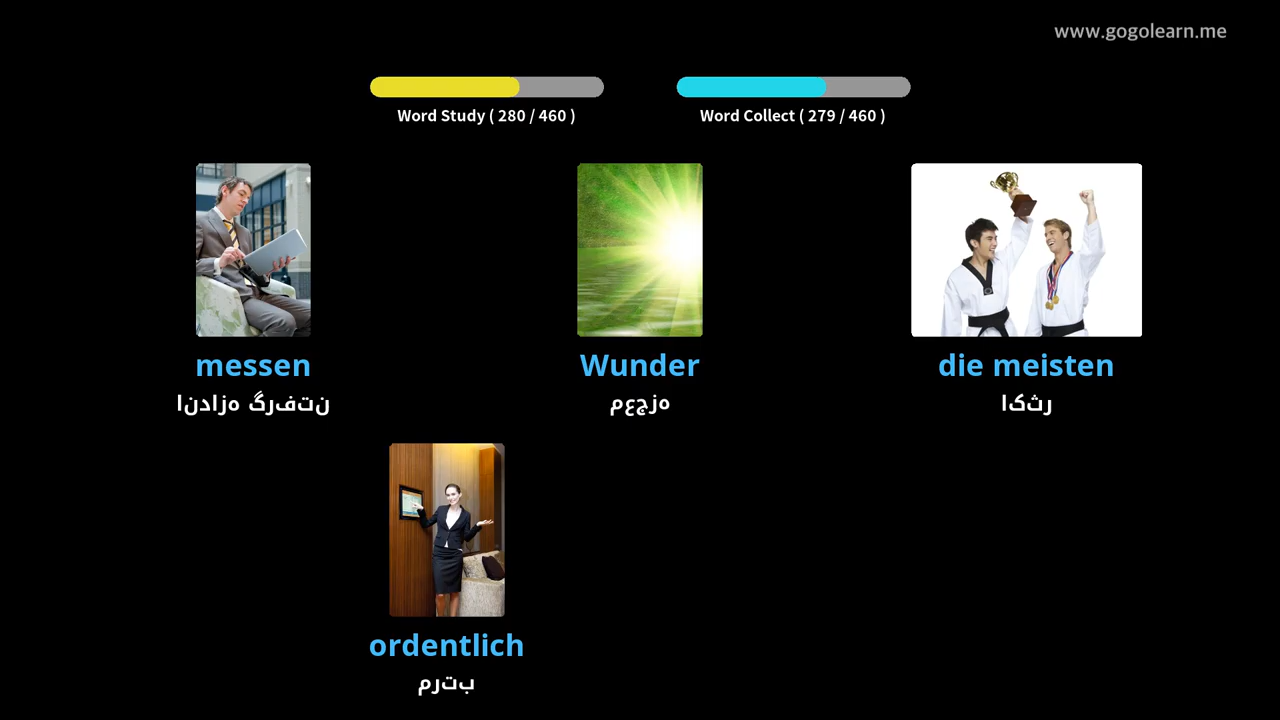 www.gogolearn.me
Word Study ( 280 / 460 )
Word Collect ( 279 / 460 )
messen
Wunder
die meisten
اندازه گرفتن
معجزه
اکثر
ordentlich
مرتب